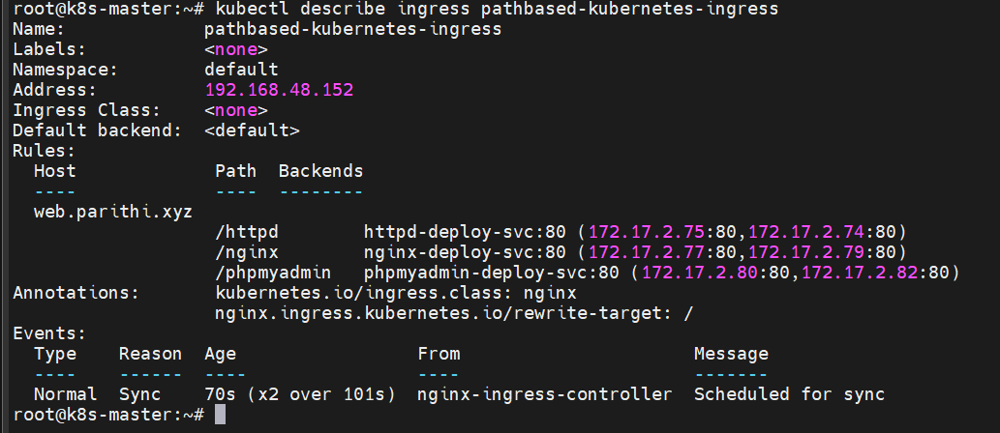 root@k8s-master:~# kubectl describe ingress pathbased-kubernetes-ingress
Name:             pathbased-kubernetes-ingress
Labels:           <none>
Namespace:        default
Address:          192.168.48.152
Ingress Class:    <none>
Default backend:  <default>
Rules:
  Host              Path  Backends
  ----              ----  --------
  web.parithi.xyz
                    /httpd        httpd-deploy-svc:80 (172.17.2.75:80,172.17.2.74:80)
                    /nginx        nginx-deploy-svc:80 (172.17.2.77:80,172.17.2.79:80)
                    /phpmyadmin   phpmyadmin-deploy-svc:80 (172.17.2.80:80,172.17.2.82:80)
Annotations:       kubernetes.io/ingress.class: nginx
                   nginx.ingress.kubernetes.io/rewrite-target: /
Events:
  Type    Reason  Age                 From                      Message
  ----    ------  ----                ----                      -------
  Normal  Sync    70s (x2 over 101s)  nginx-ingress-controller  Scheduled for sync
root@k8s-master:~#